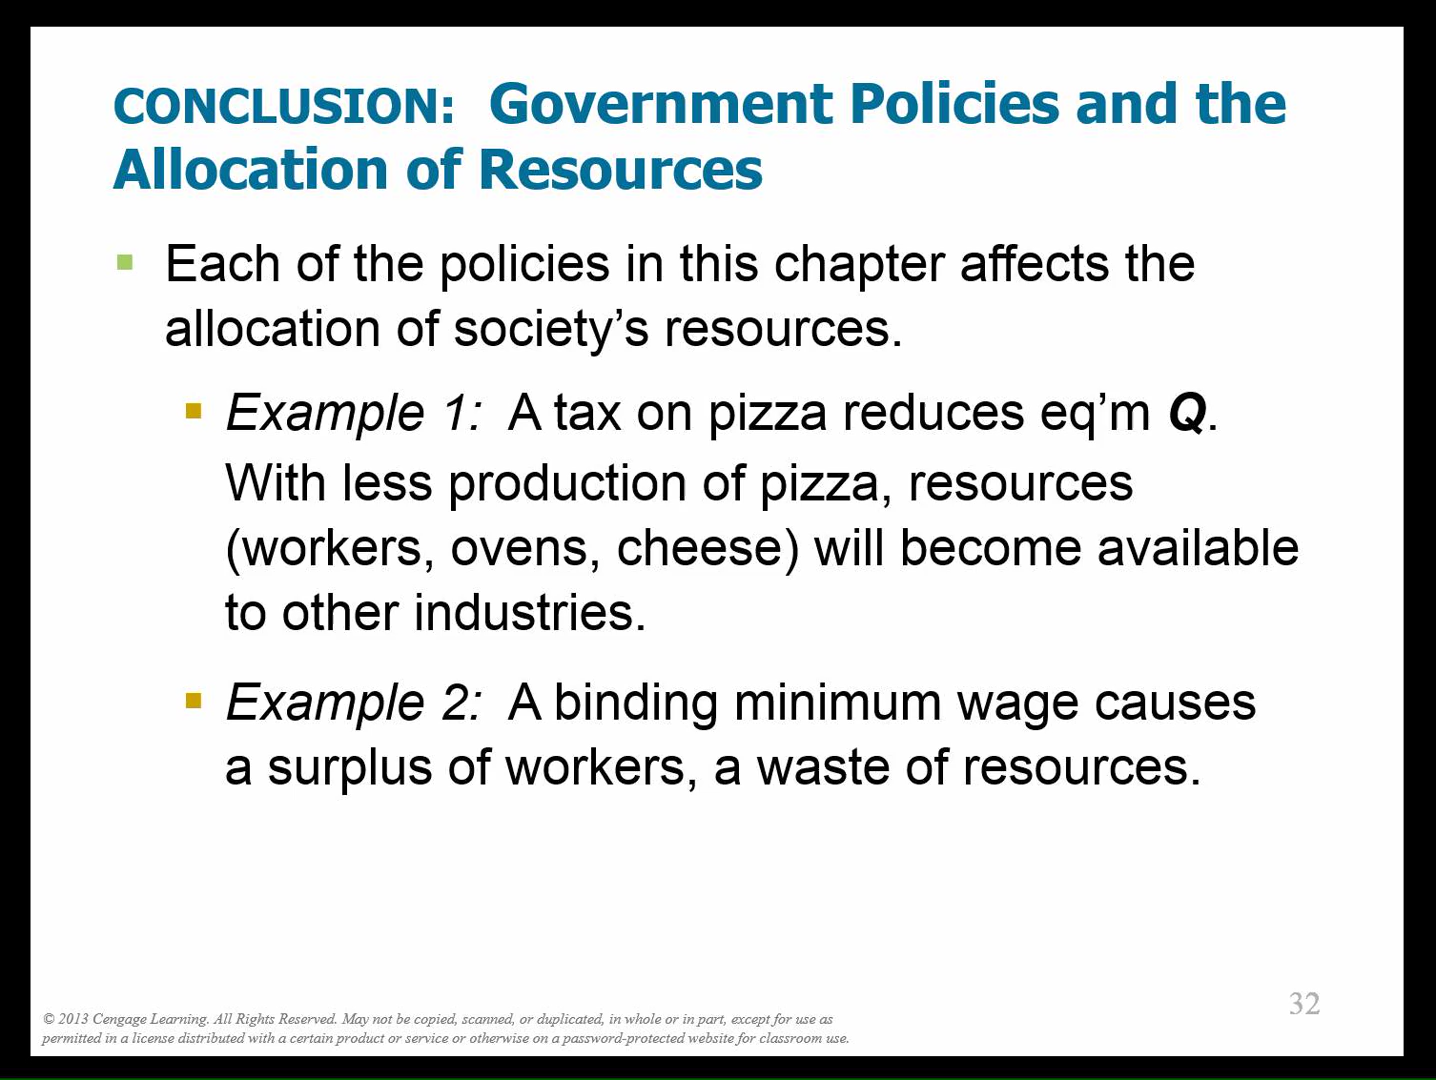 CONCLUSION:  Government Policies and the
Allocation of Resources
Each of the policies in this chapter affects the
allocation of society’s resources.
Example 1:  A tax on pizza reduces eq’m Q.
With less production of pizza, resources
(workers, ovens, cheese) will become available
to other industries.
Example 2:  A binding minimum wage causes
a surplus of workers, a waste of resources.
32
© 2013 Cengage Learning. All Rights Reserved. May not be copied, scanned, or duplicated, in whole or in part, except for use as
permitted in a license distributed with a certain product or service or otherwise on a password-protected website for classroom use.